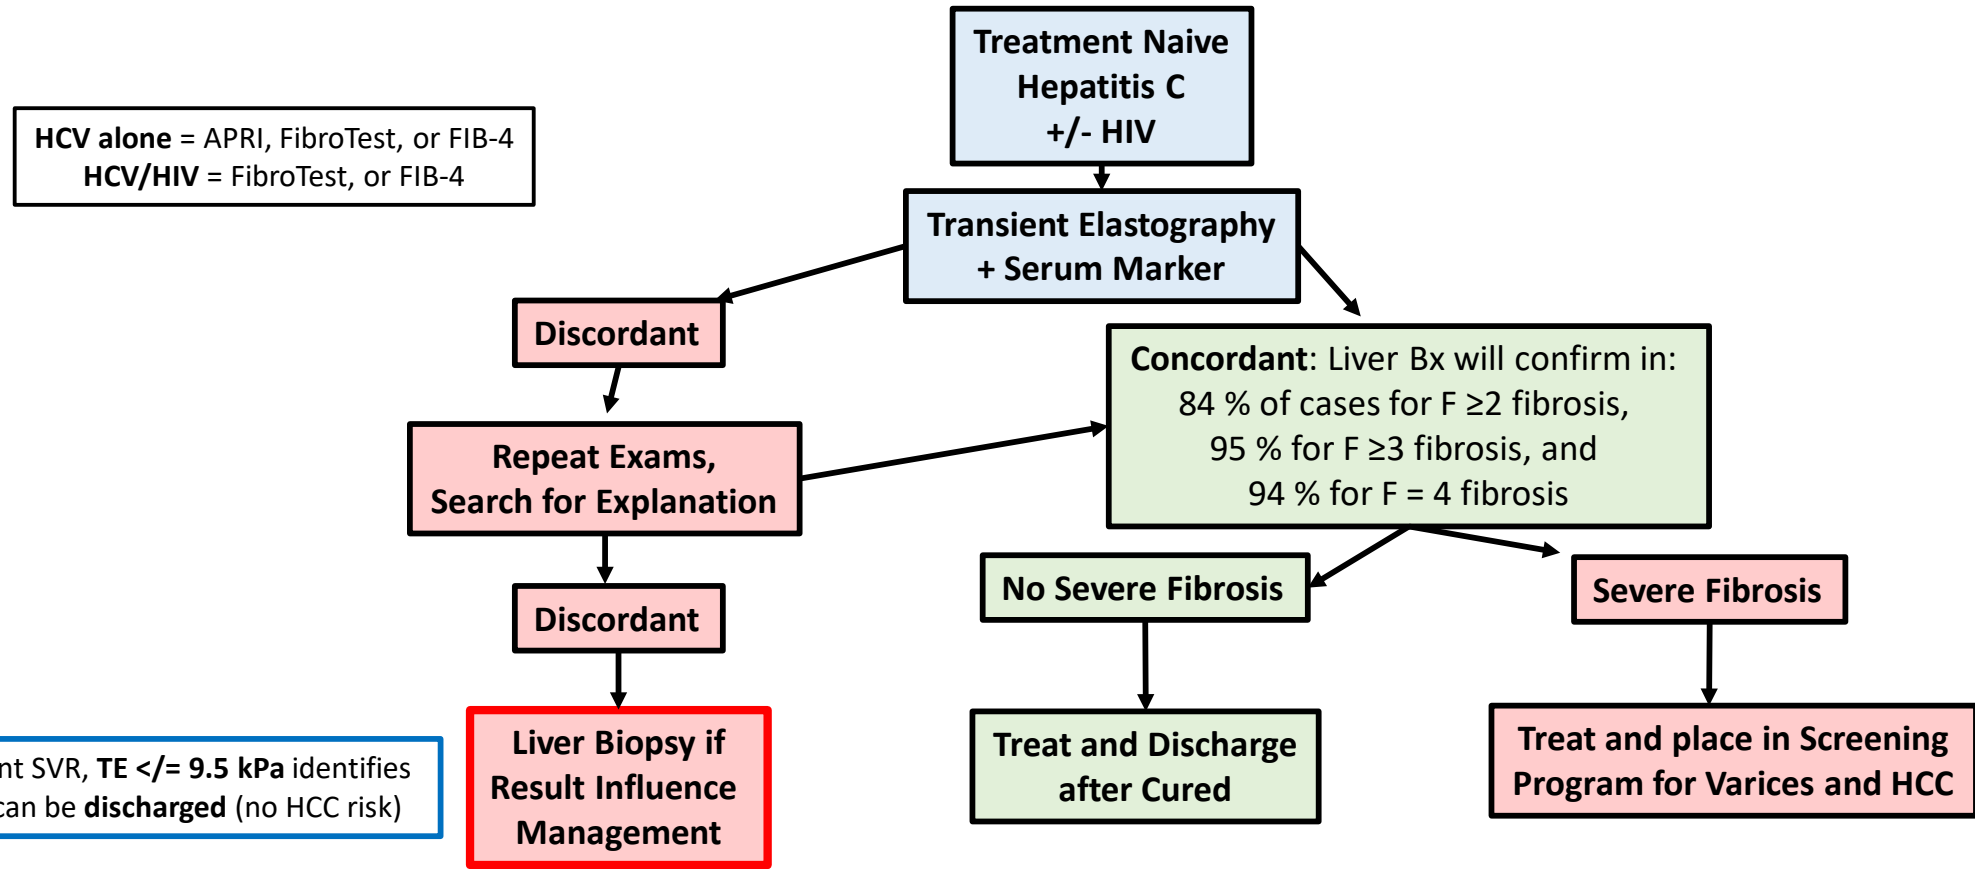 Treatment Naive
Hepatitis C
+/- HIV
HCV alone = APRI, FibroTest, or FIB-4
HCV/HIV = FibroTest, or FIB-4
Transient Elastography
+ Serum Marker
Discordant
Concordant: Liver Bx will confirm in:
84 % of cases for F ≥2 fibrosis,
95 % for F ≥3 fibrosis, and
94 % for F = 4 fibrosis
Repeat Exams,
Search for Explanation
No Severe Fibrosis
Severe Fibrosis
Discordant
Liver Biopsy if
Result Influence
Management
Treat and Discharge
after Cured
Treat and place in Screening
Program for Varices and HCC
SVR, TE </= 9.5 kPa identifies
can be discharged (no HCC risk)